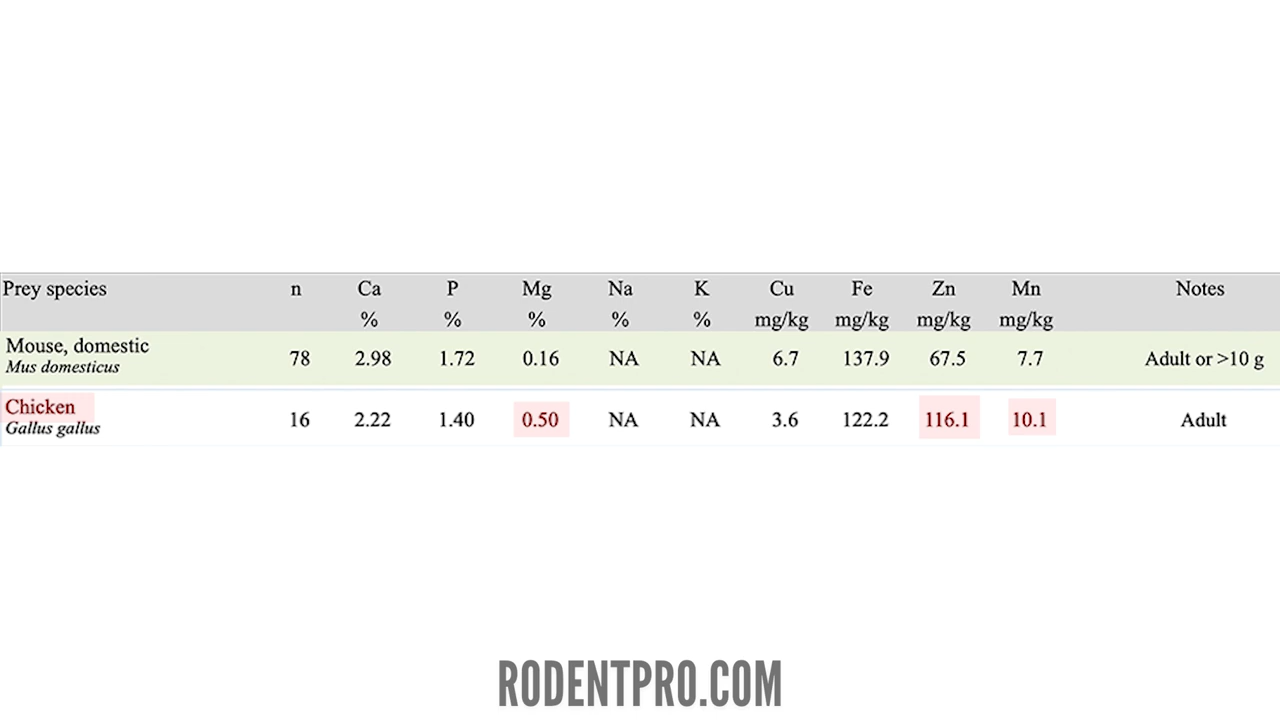 Prey species n Ca P Mg Na K Cu Fe Zn Mn Notes
% % % % % mg/kg mg/kg mg/kg mg/kg
Mouse, domestic
Mus domesticus
78 2.98 1.72 0.16 NA NA 6.7 137.9 67.5 7.7 Adult or >10 g
Chicken
Gallus gallus
16 2.22 1.40 0.50 NA NA 3.6 122.2 116.1 10.1 Adult
RODENTPRO.COM